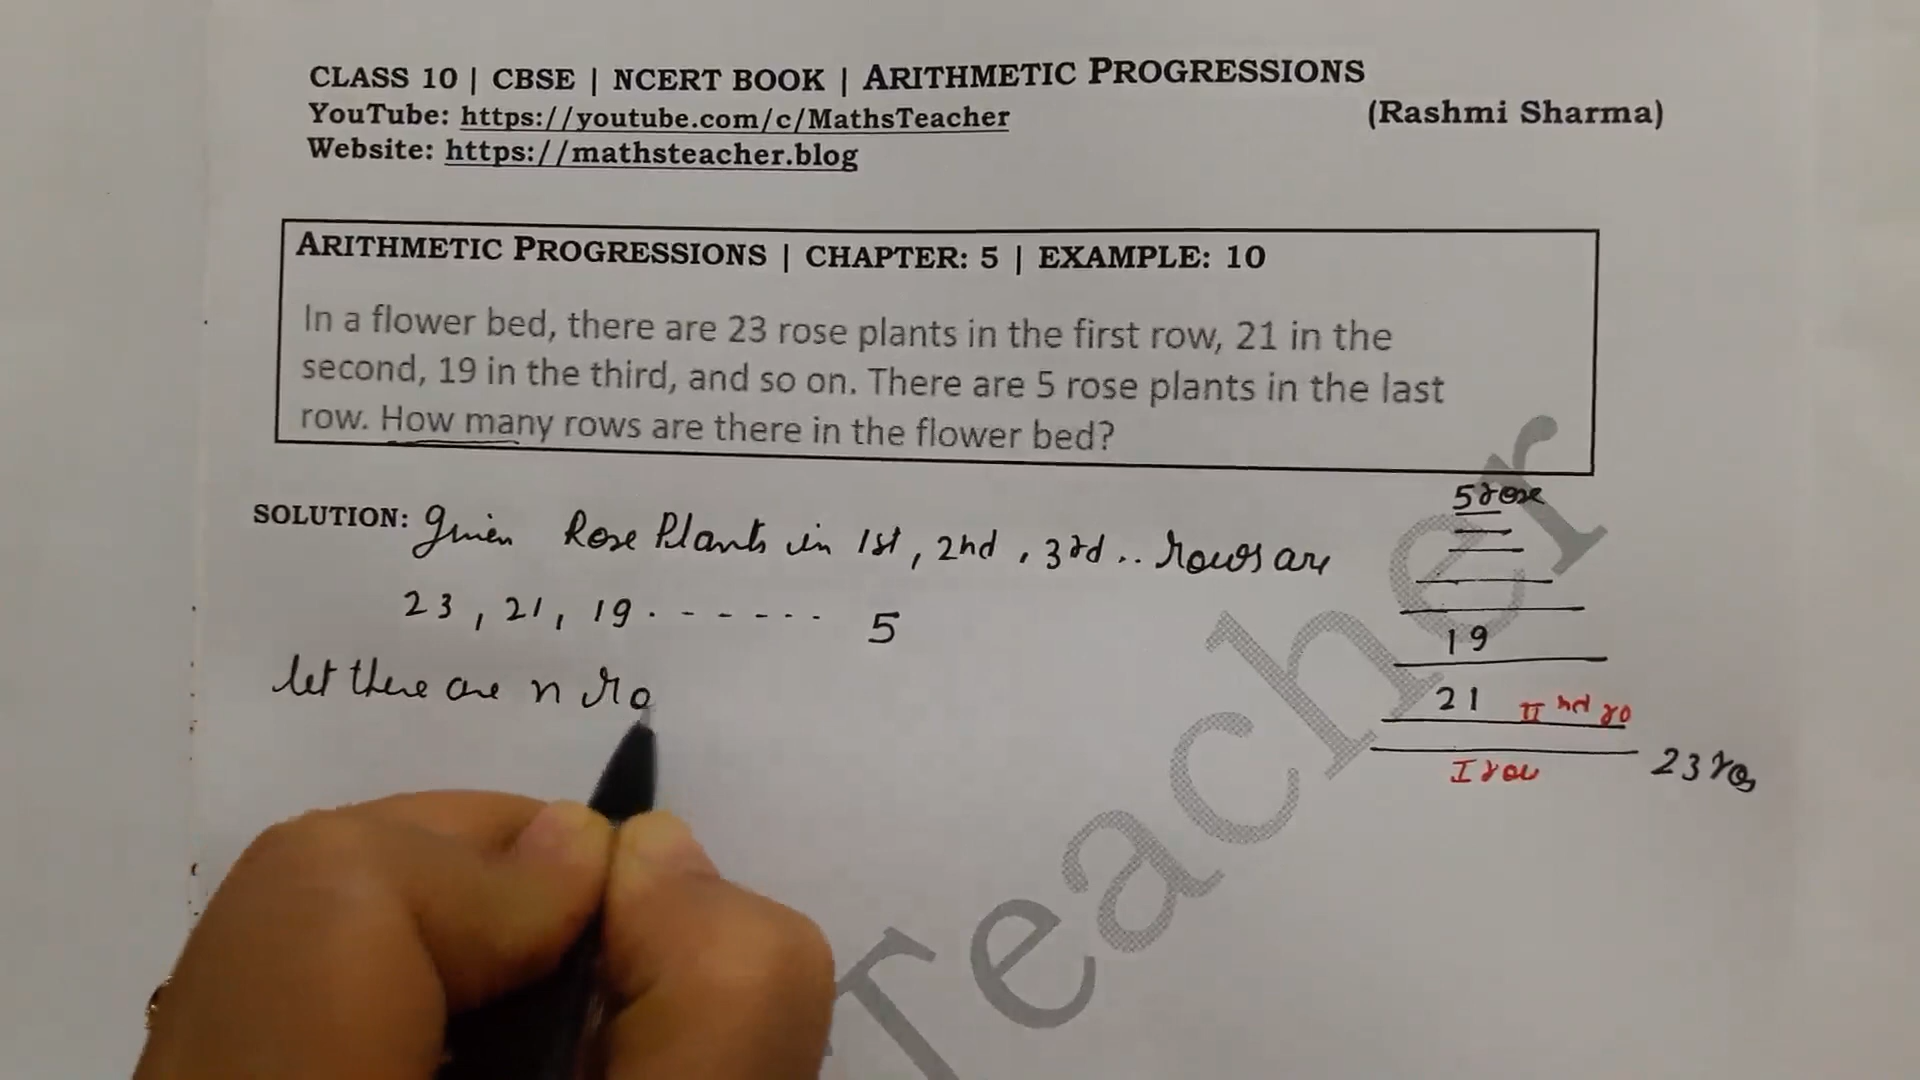 CLASS 10 | CBSE | NCERT BOOK | ARITHMETIC PROGRESSIONS
YouTube: https://youtube.com/c/MathsTeacher
(Rashmi Sharma)
Website: https://mathsteacher.blog
ARITHMETIC PROGRESSIONS | CHAPTER: 5 | EXAMPLE: 10
In a flower bed, there are 23 rose plants in the first row, 21 in the
second, 19 in the third, and so on. There are 5 rose plants in the last
row. How many rows are there in the flower bed?
SOLUTION: Given Rose Plants in 1st, 2nd, 3rd .. rows are
23, 21, 19 . - - - - . . 5
let there are n ro
5 rose
19
21 II nd ro
I row
23 ro
Teacher